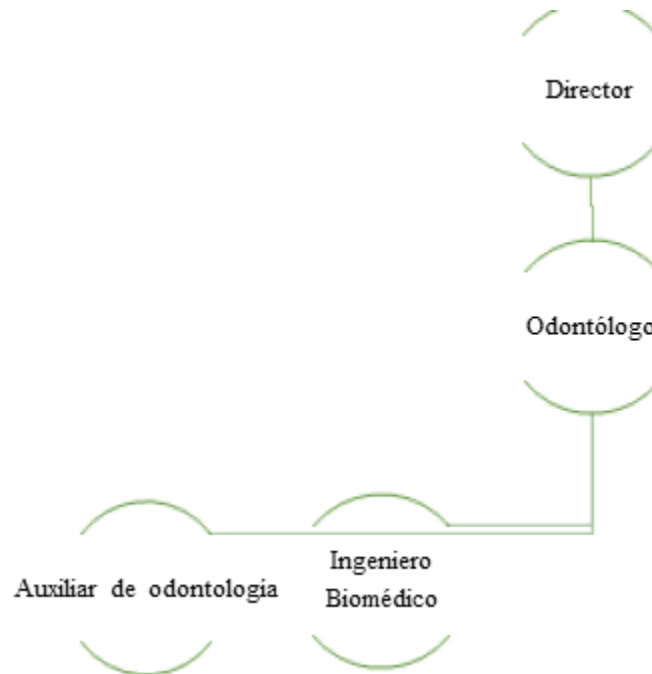 Director
Odontólogo
Auxiliar de odontología
Ingeniero
Biomédico